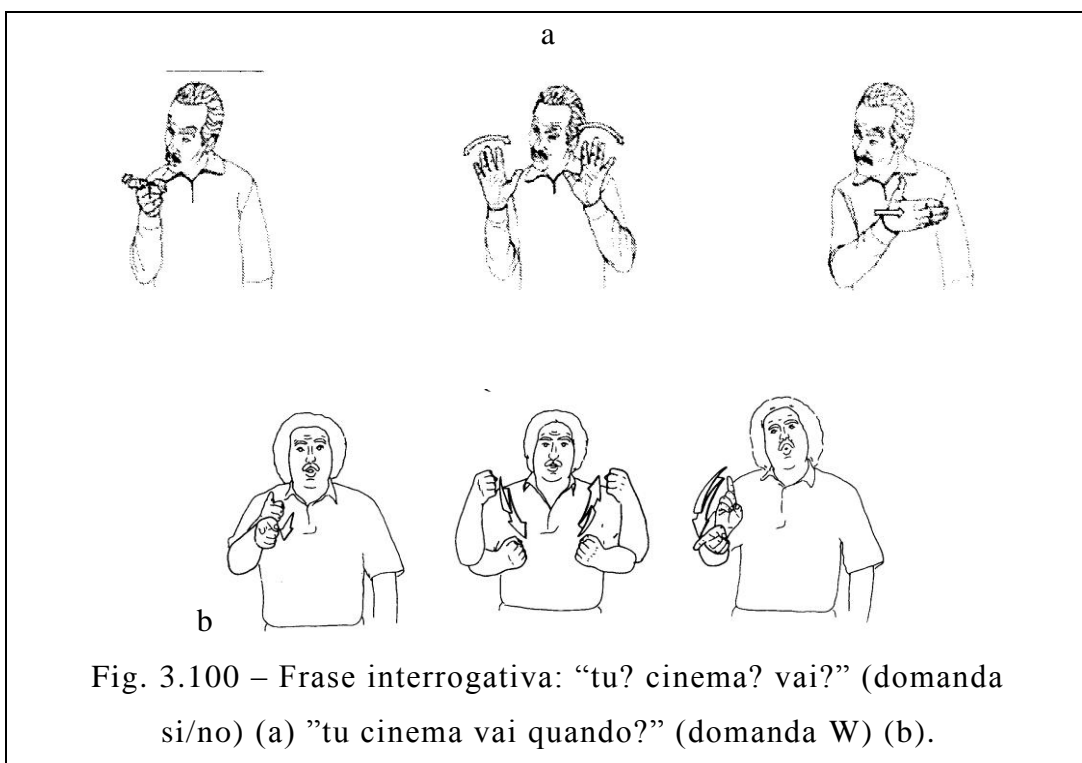 a
b
Fig. 3.100 – Frase interrogativa: “tu? cinema? vai?” (domanda
si/no) (a) ”tu cinema vai quando?” (domanda W) (b).